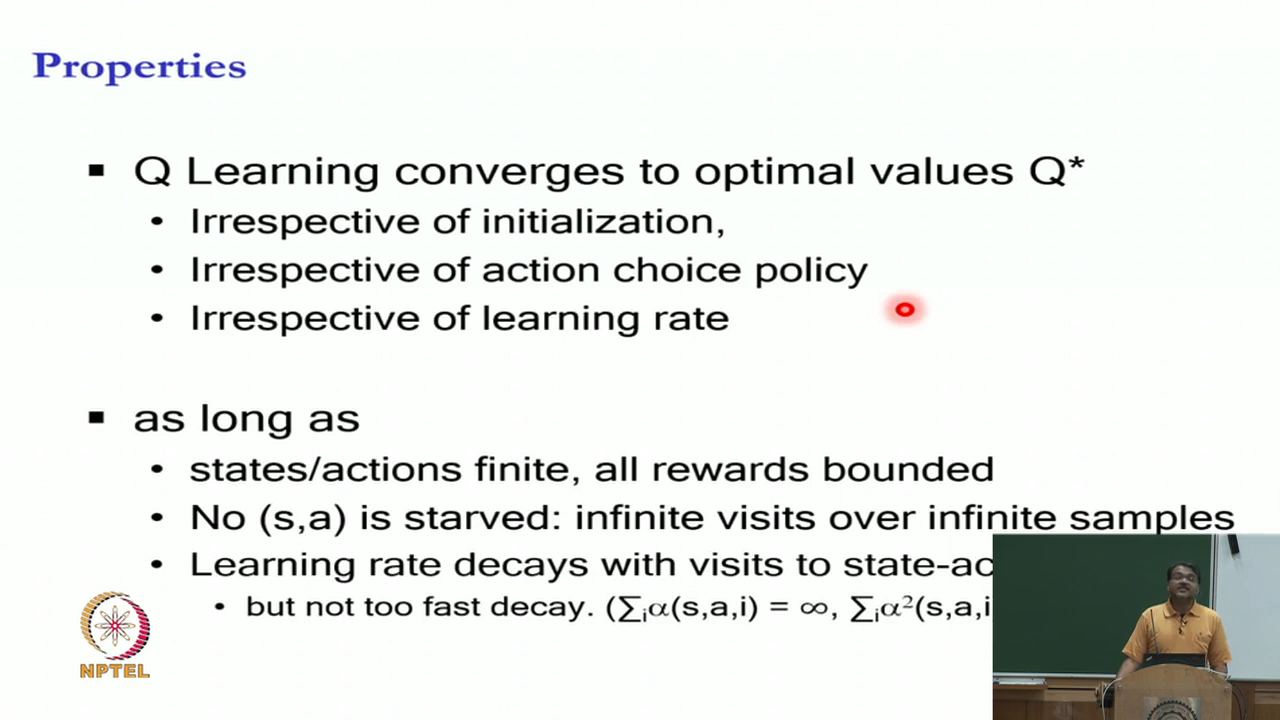 Properties
▪ Q Learning converges to optimal values Q*
• Irrespective of initialization,
• Irrespective of action choice policy
• Irrespective of learning rate
▪ as long as
• states/actions finite, all rewards bounded
• No (s,a) is starved: infinite visits over infinite samples
• Learning rate decays with visits to state-ac
• but not too fast decay. (∑ᵢα(s,a,i) = ∞, ∑ᵢα²(s,a,i
NPTEL